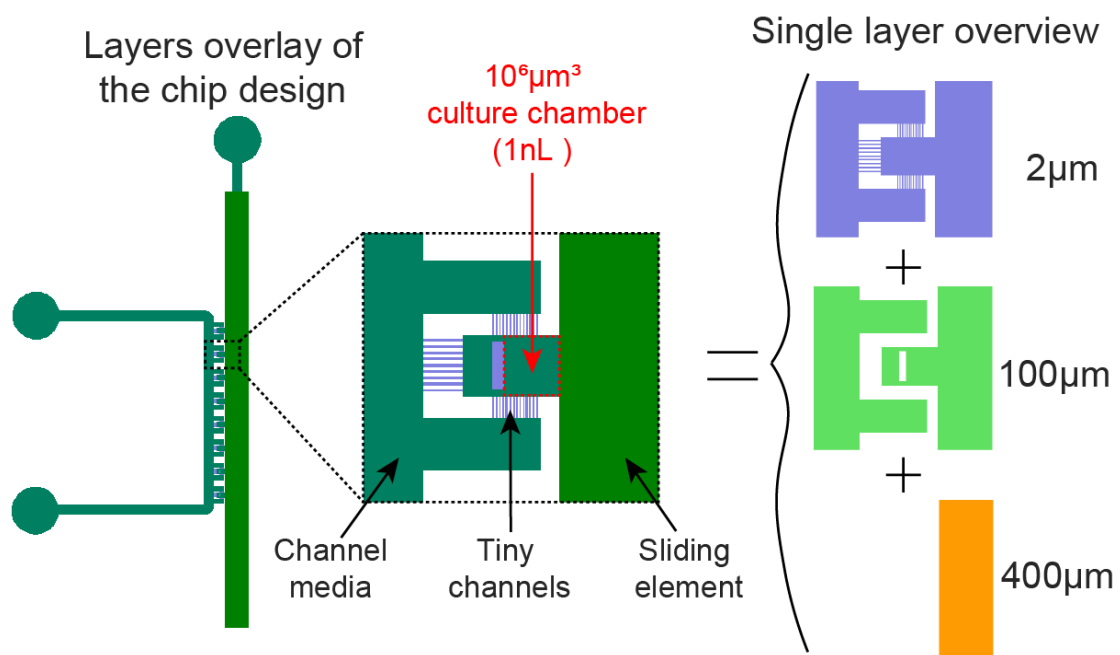 Layers overlay of
the chip design
10⁶µm³
culture chamber
(1nL )
Single layer overview
2µm
+
100µm
+
400µm
=
Channel
media
Tiny
channels
Sliding
element